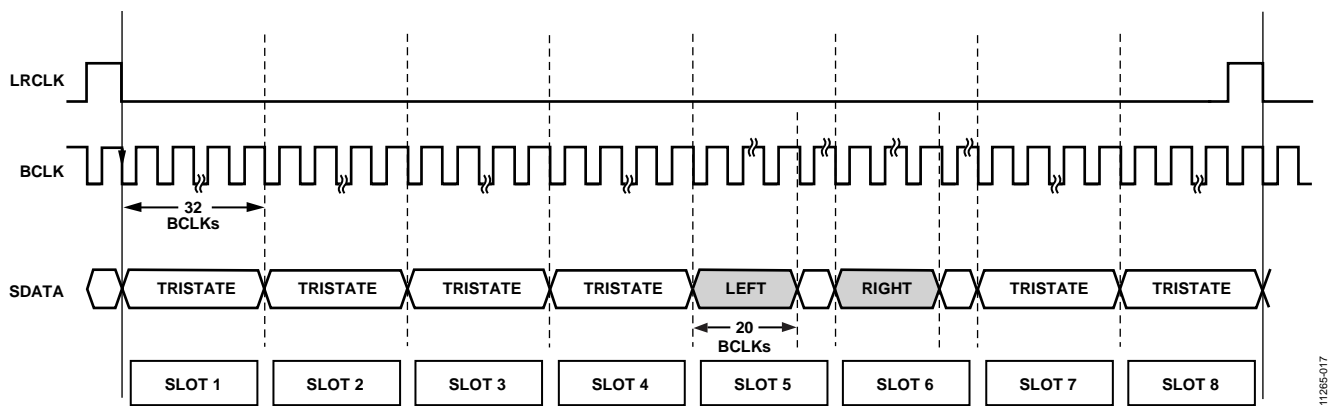 LRCLK
BCLK
32
BCLKs
SDATA
TRISTATE TRISTATE TRISTATE TRISTATE LEFT RIGHT TRISTATE TRISTATE
20
BCLKs
SLOT 1 SLOT 2 SLOT 3 SLOT 4 SLOT 5 SLOT 6 SLOT 7 SLOT 8
11265-017